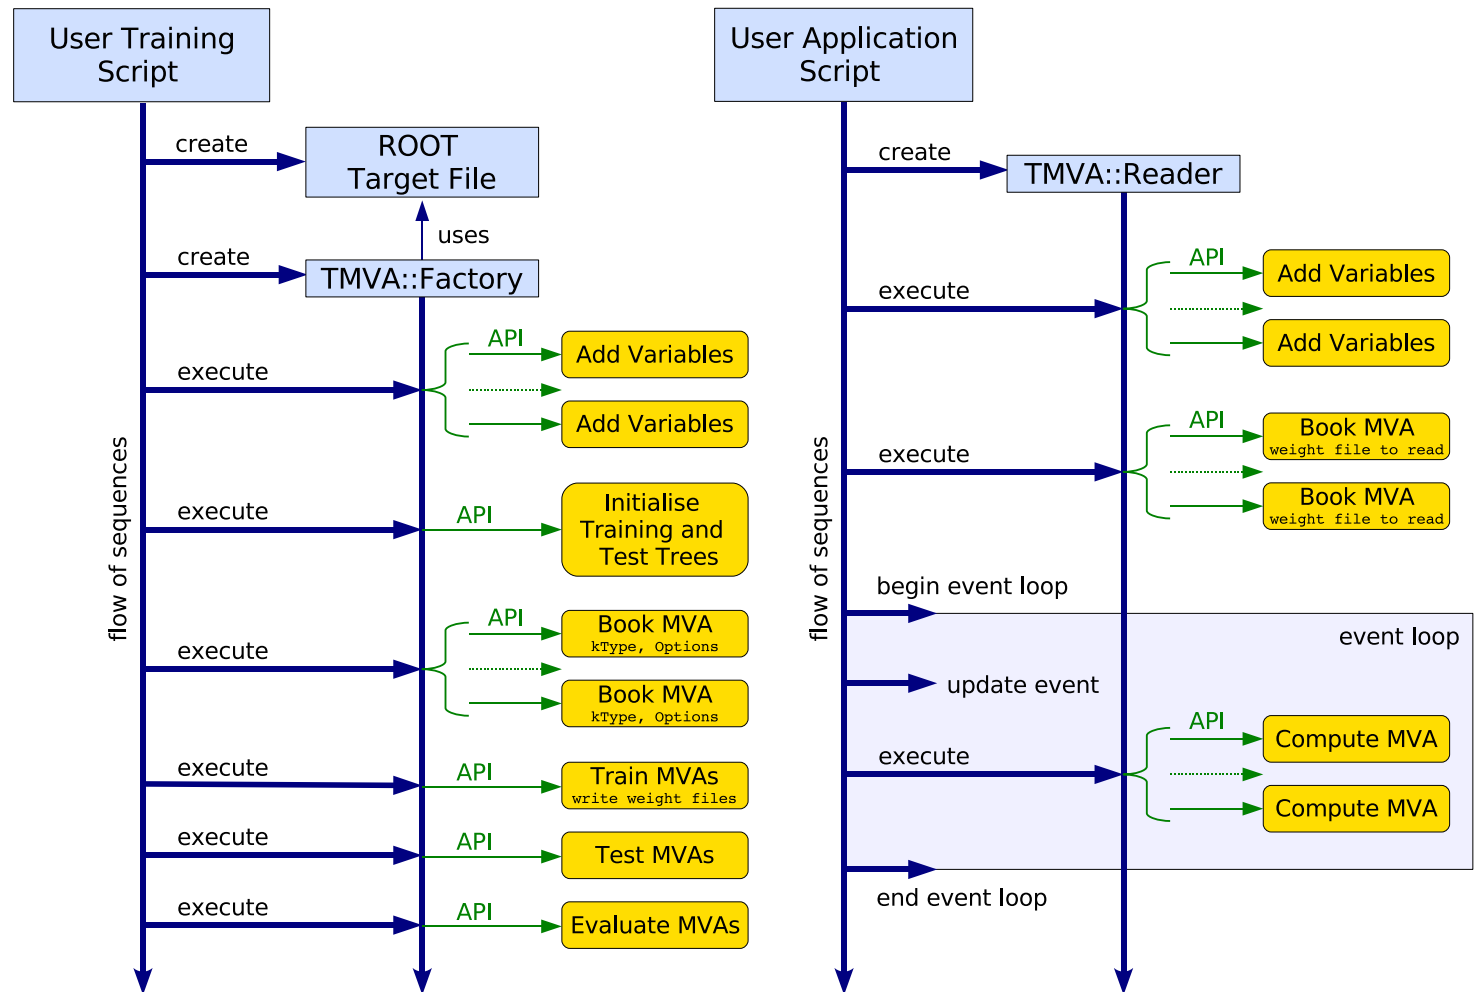 User Training
Script
create
ROOT
Target File
uses
create
TMVA::Factory
execute
API
Add Variables
Add Variables
flow of sequences
execute
API
Initialise
Training and
Test Trees
execute
API
Book MVA
kType, Options
Book MVA
kType, Options
execute
API
Train MVAs
write weight files
execute
API
Test MVAs
execute
API
Evaluate MVAs
User Application
Script
create
TMVA::Reader
execute
API
Add Variables
Add Variables
flow of sequences
execute
API
Book MVA
weight file to read
Book MVA
weight file to read
begin event loop
event loop
update event
execute
API
Compute MVA
Compute MVA
end event loop